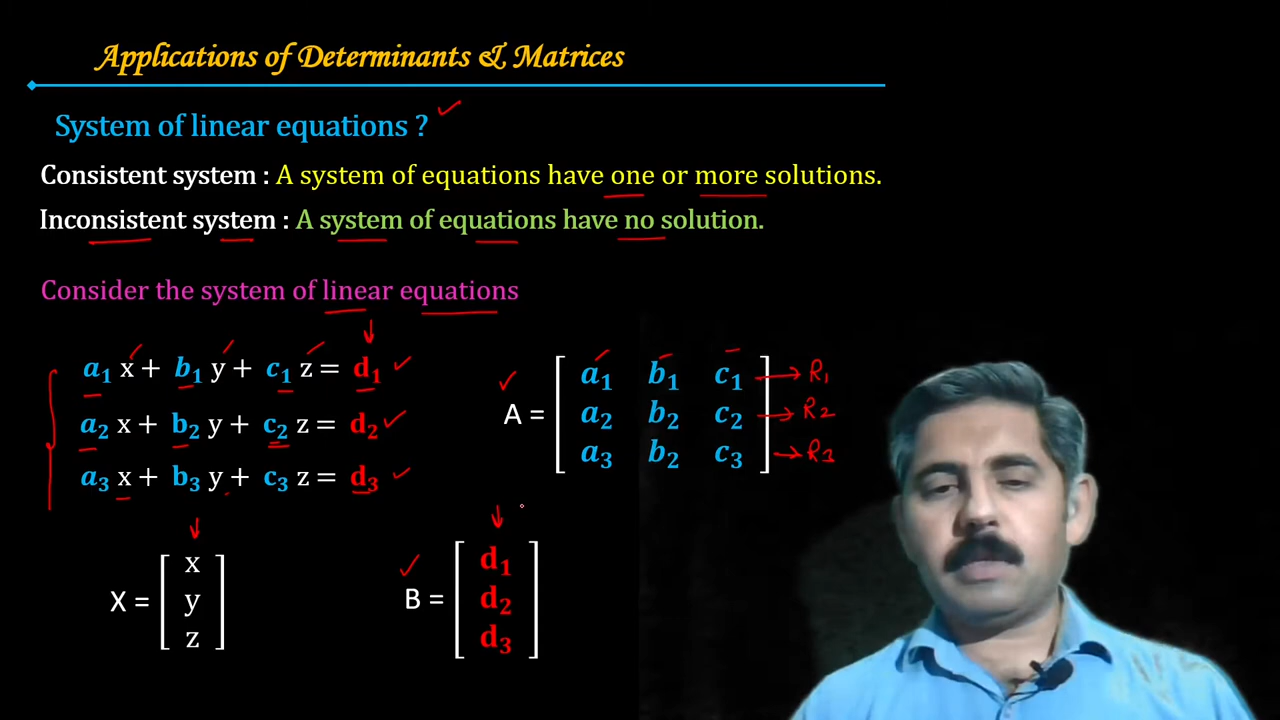 Applications of Determinants & Matrices
System of linear equations ?
Consistent system : A system of equations have one or more solutions.
Inconsistent system : A system of equations have no solution.
Consider the system of linear equations
a₁ x + b₁ y + c₁ z = d₁
a₂ x + b₂ y + c₂ z = d₂
a₃ x + b₃ y + c₃ z = d₃
A = [ a₁ b₁ c₁ ] → R₁
a₂ b₂ c₂ → R₂
a₃ b₂ c₃ → R₃
X = [ x
y
z ]
B = [ d₁
d₂
d₃ ]